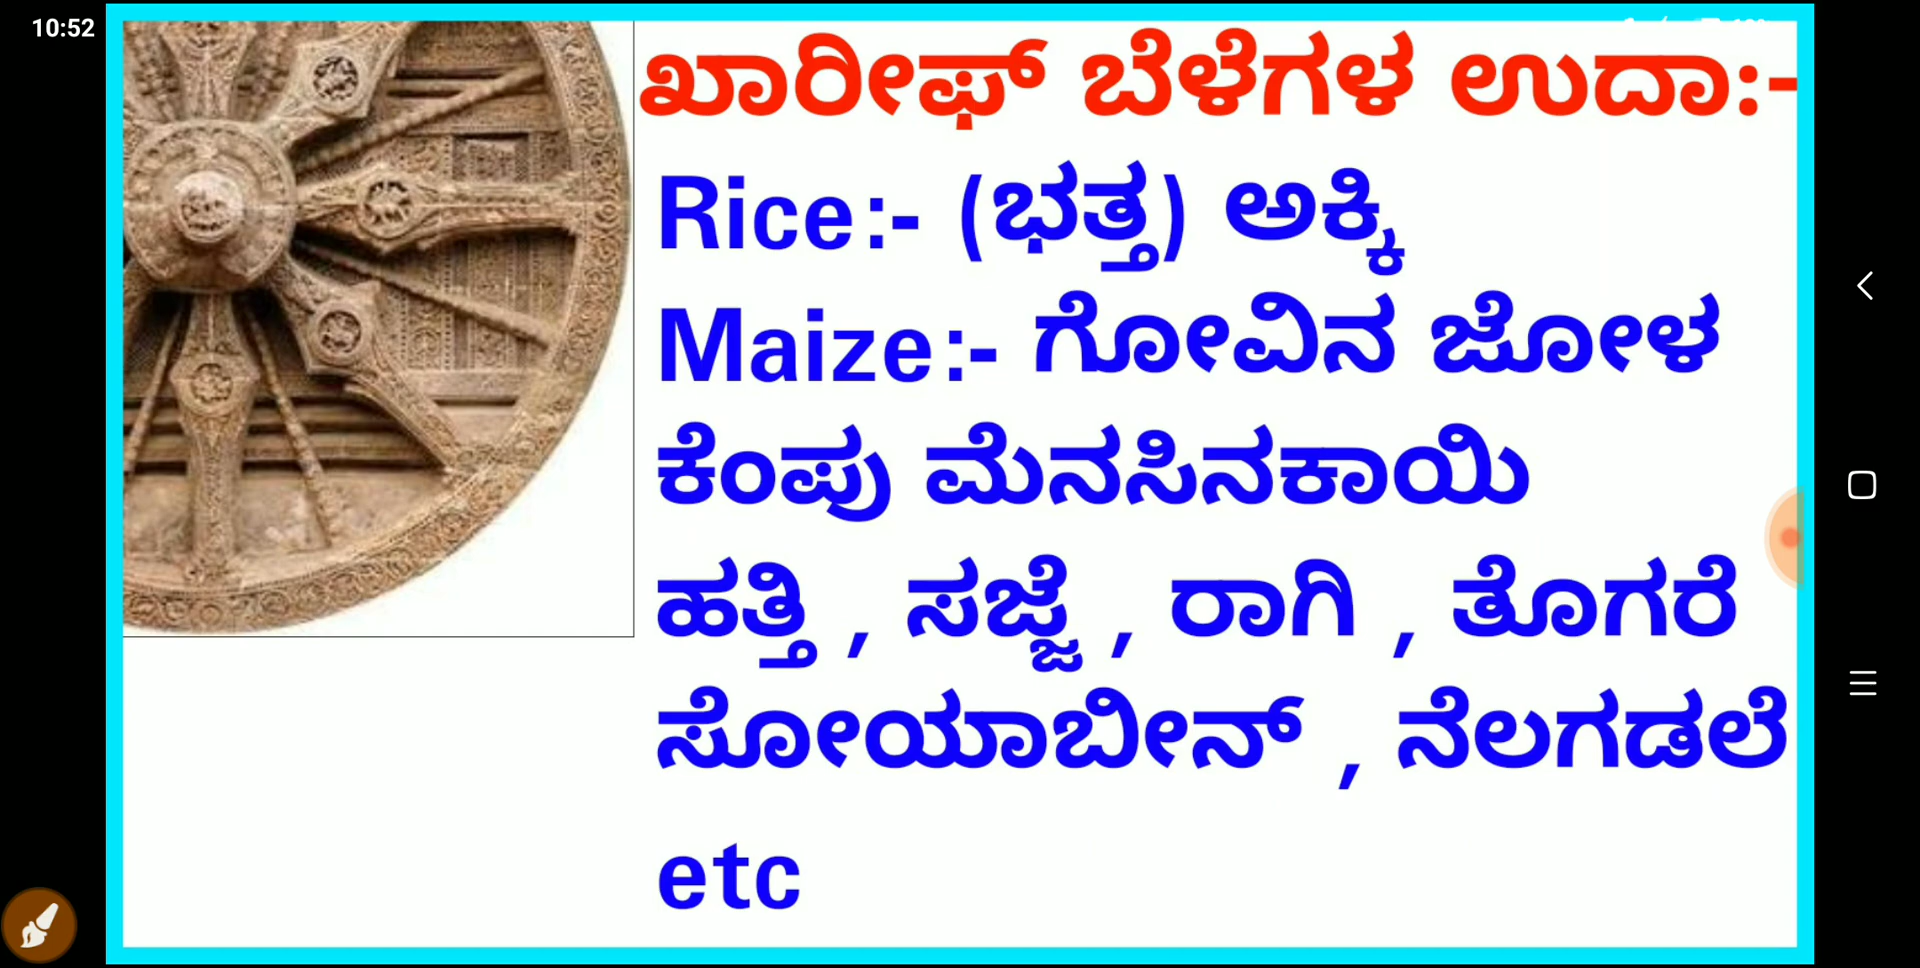 10:52
ಖಾರೀಫ್ ಬೆಳೆಗಳ ಉದಾ:-
Rice:- (ಭತ್ತ) ಅಕ್ಕಿ
Maize:- ಗೋವಿನ ಜೋಳ
ಕೆಂಪು ಮೆನಸಿನಕಾಯಿ
ಹತ್ತಿ , ಸಜ್ಜೆ , ರಾಗಿ , ತೊಗರೆ
ಸೋಯಾಬೀನ್ , ನೆಲಗಡಲೆ
etc